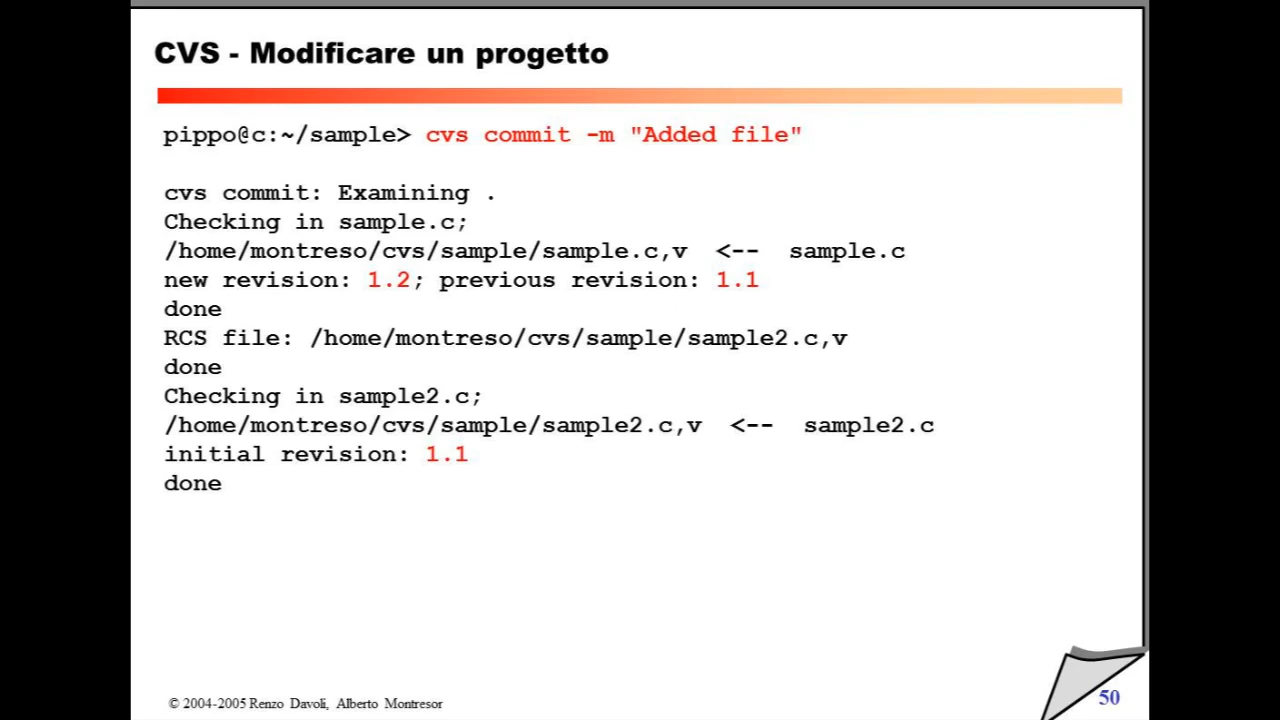 CVS - Modificare un progetto
pippo@c:~/sample> cvs commit -m "Added file"
cvs commit: Examining .
Checking in sample.c;
/home/montreso/cvs/sample/sample.c,v <-- sample.c
new revision: 1.2; previous revision: 1.1
done
RCS file: /home/montreso/cvs/sample/sample2.c,v
done
Checking in sample2.c;
/home/montreso/cvs/sample/sample2.c,v <-- sample2.c
initial revision: 1.1
done
© 2004-2005 Renzo Davoli, Alberto Montresor
50